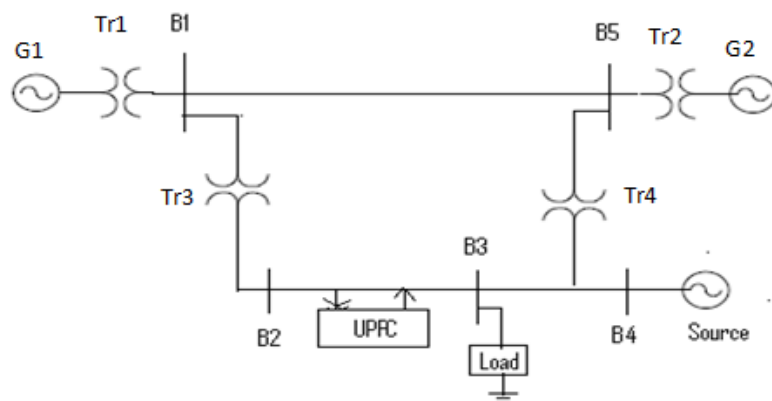 G1
Tr1
B1
B5
Tr2
G2
Tr3
Tr4
B2
UPFC
B3
Load
B4
Source